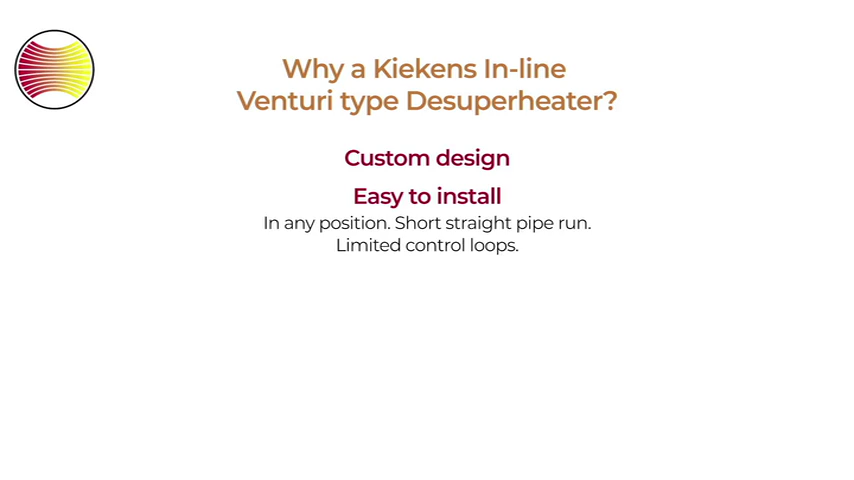 Why a Kiekens In-line
Venturi type Desuperheater?
Custom design
Easy to install
In any position. Short straight pipe run.
Limited control loops.